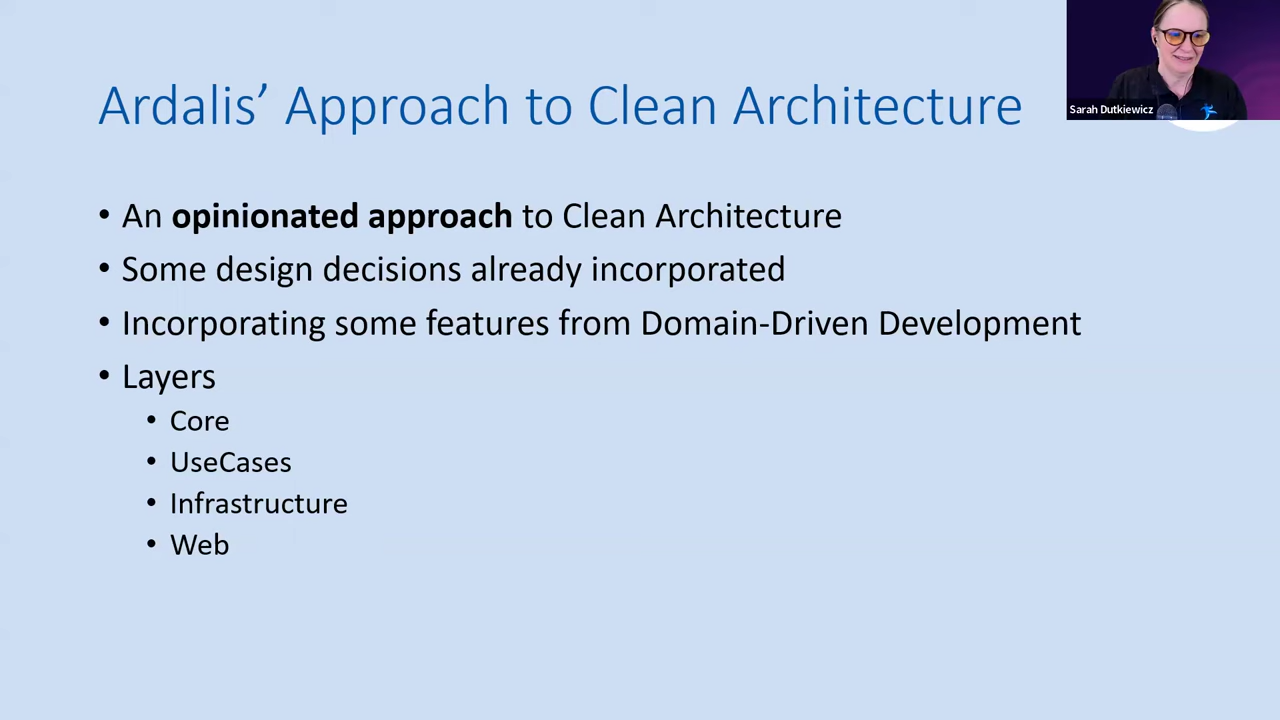 Ardalis’ Approach to Clean Architecture
Sarah Dutkiewicz
• An opinionated approach to Clean Architecture
• Some design decisions already incorporated
• Incorporating some features from Domain-Driven Development
• Layers
• Core
• UseCases
• Infrastructure
• Web